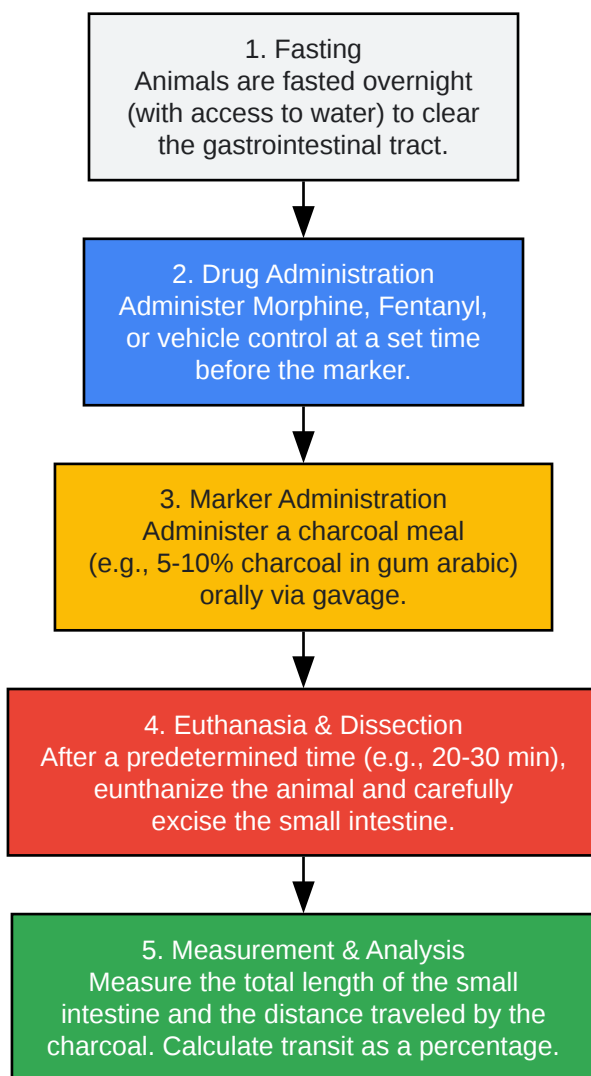 1. Fasting
Animals are fasted overnight
(with access to water) to clear
the gastrointestinal tract.
2. Drug Administration
Administer Morphine, Fentanyl,
or vehicle control at a set time
before the marker.
3. Marker Administration
Administer a charcoal meal
(e.g., 5-10% charcoal in gum arabic)
orally via gavage.
4. Euthanasia & Dissection
After a predetermined time (e.g., 20-30 min),
eunthanize the animal and carefully
excise the small intestine.
5. Measurement & Analysis
Measure the total length of the small
intestine and the distance traveled by the
charcoal. Calculate transit as a percentage.